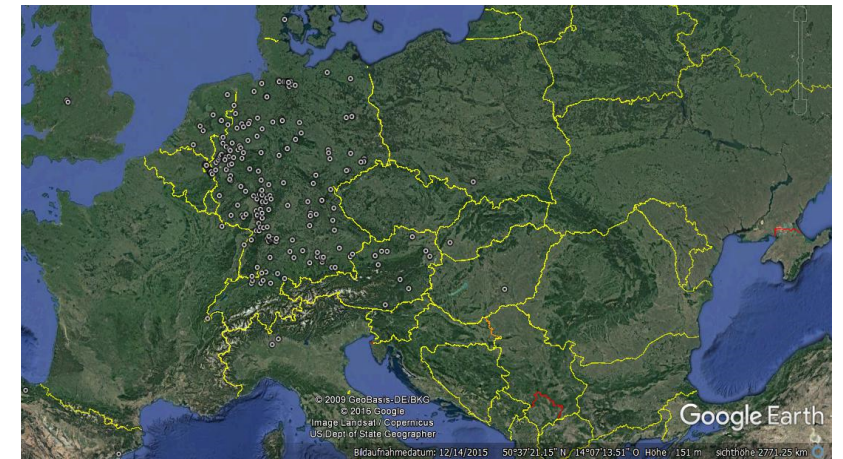 © 2009 GeoBasis-DE/BKG
© 2016 Google
Image Landsat / Copernicus
US Dept of State Geographer
Google Earth
Bildaufnahmedatum: 12/14/2015 50°37'21.15" N / 14°07'13.51" O Höhe 151 m sichthöhe 2771.25 km